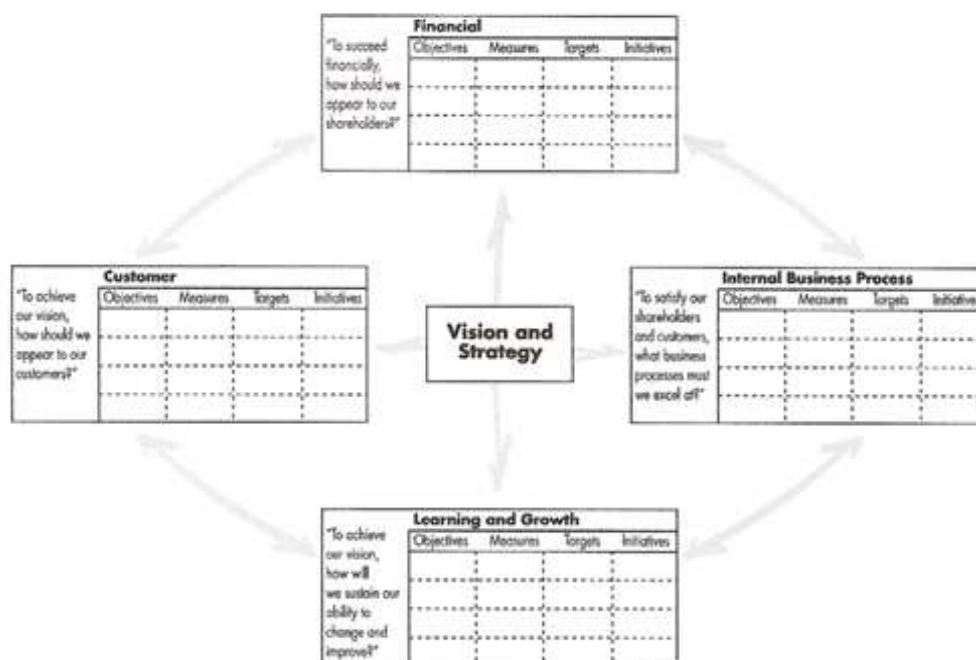 Financial
"To succeed
financially,
how should we
appear to our
shareholders?"
Objectives Measures Targets Initiatives
Customer
"To achieve
our vision,
how should we
appear to our
customers?"
Objectives Measures Targets Initiatives
Vision and
Strategy
Internal Business Process
"To satisfy our
shareholders
and customers,
what business
processes must
we excel at?"
Objectives Measures Targets Initiatives
Learning and Growth
"To achieve
our vision,
how will
we sustain our
ability to
change and
improve?"
Objectives Measures Targets Initiatives